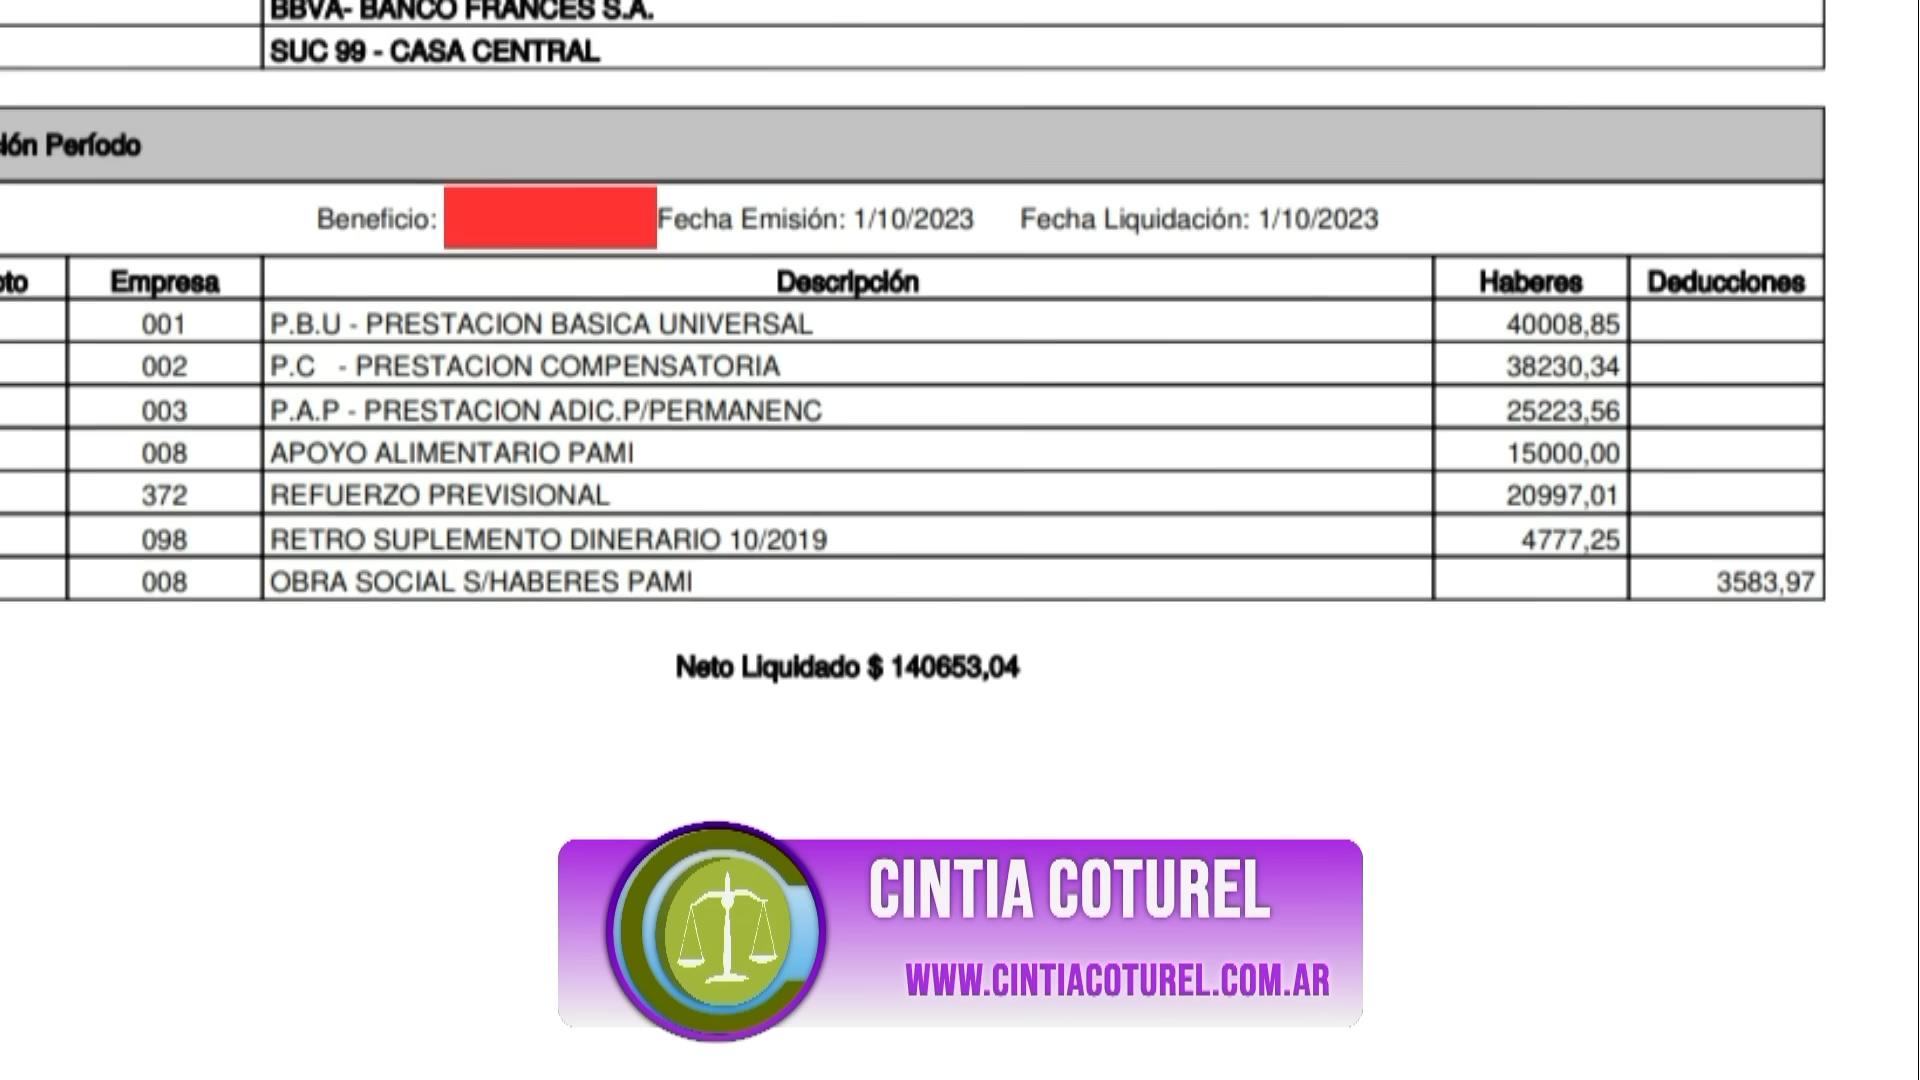 BBVA- BANCO FRANCES S.A.
SUC 99 - CASA CENTRAL
Período
Beneficio: Fecha Emisión: 1/10/2023 Fecha Liquidación: 1/10/2023
Empresa Descripción Haberes Deducciones
001 P.B.U - PRESTACION BASICA UNIVERSAL 40008,85
002 P.C - PRESTACION COMPENSATORIA 38230,34
003 P.A.P - PRESTACION ADIC.P/PERMANENC 25223,56
008 APOYO ALIMENTARIO PAMI 15000,00
372 REFUERZO PREVISIONAL 20997,01
098 RETRO SUPLEMENTO DINERARIO 10/2019 4777,25
008 OBRA SOCIAL S/HABERES PAMI 3583,97
Neto Liquidado $ 140653,04
CINTIA COTUREL
WWW.CINTIACOTUREL.COM.AR